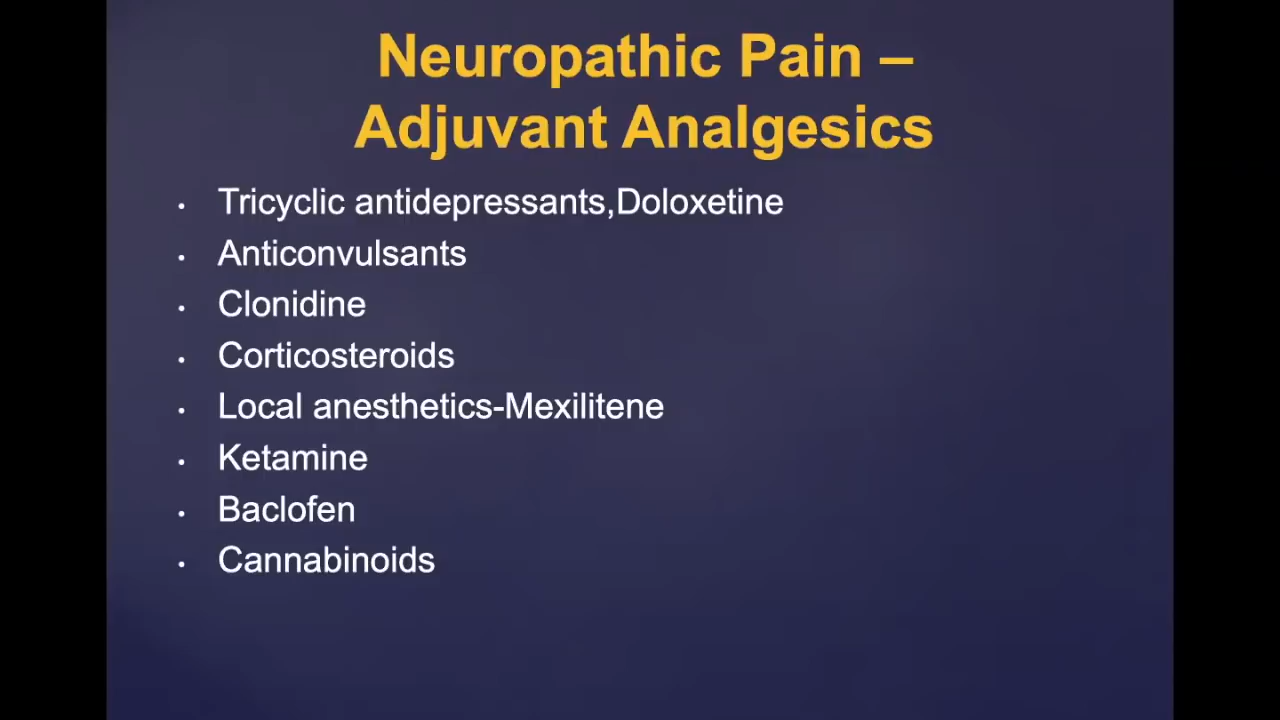 Neuropathic Pain –
Adjuvant Analgesics
• Tricyclic antidepressants,Doloxetine
• Anticonvulsants
• Clonidine
• Corticosteroids
• Local anesthetics-Mexilitene
• Ketamine
• Baclofen
• Cannabinoids